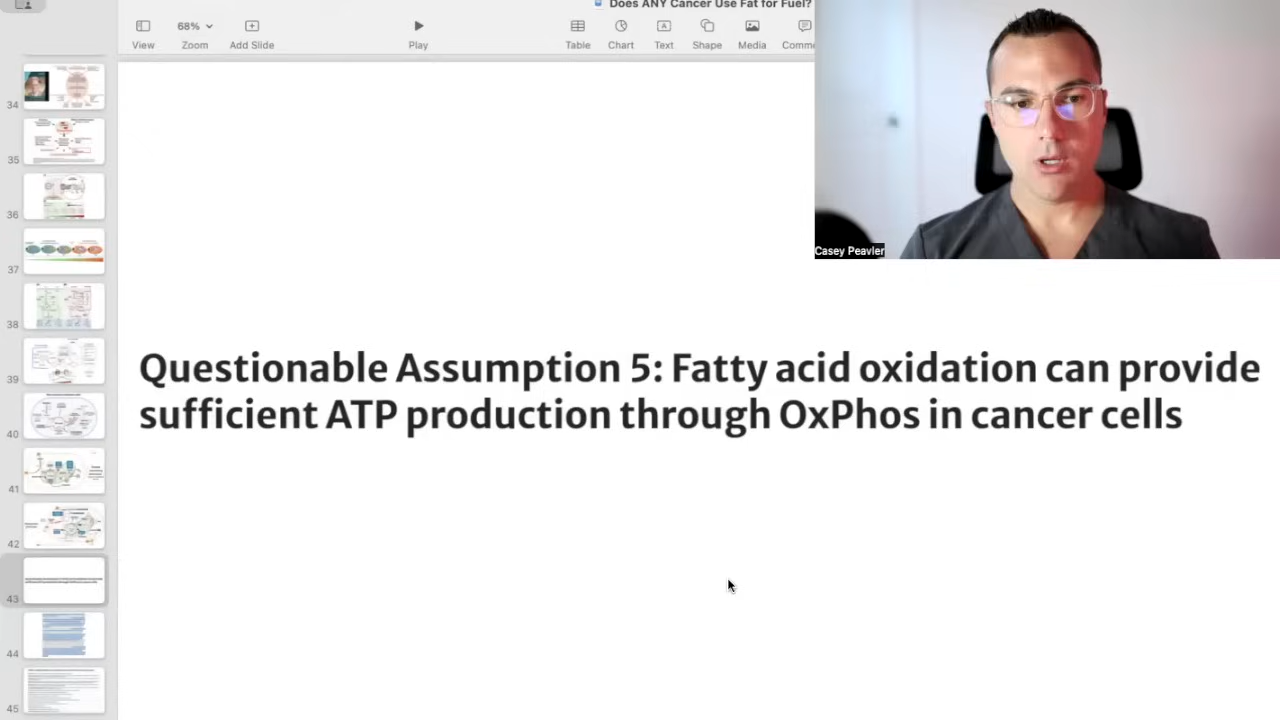 Does ANY Cancer Use Fat for Fuel?
68%
View
Zoom
Add Slide
Play
Table
Chart
Text
Shape
Media
Comme
Casey Peavler
34
35
36
37
38
39
40
41
42
43
44
45
Questionable Assumption 5: Fatty acid oxidation can provide
sufficient ATP production through OxPhos in cancer cells